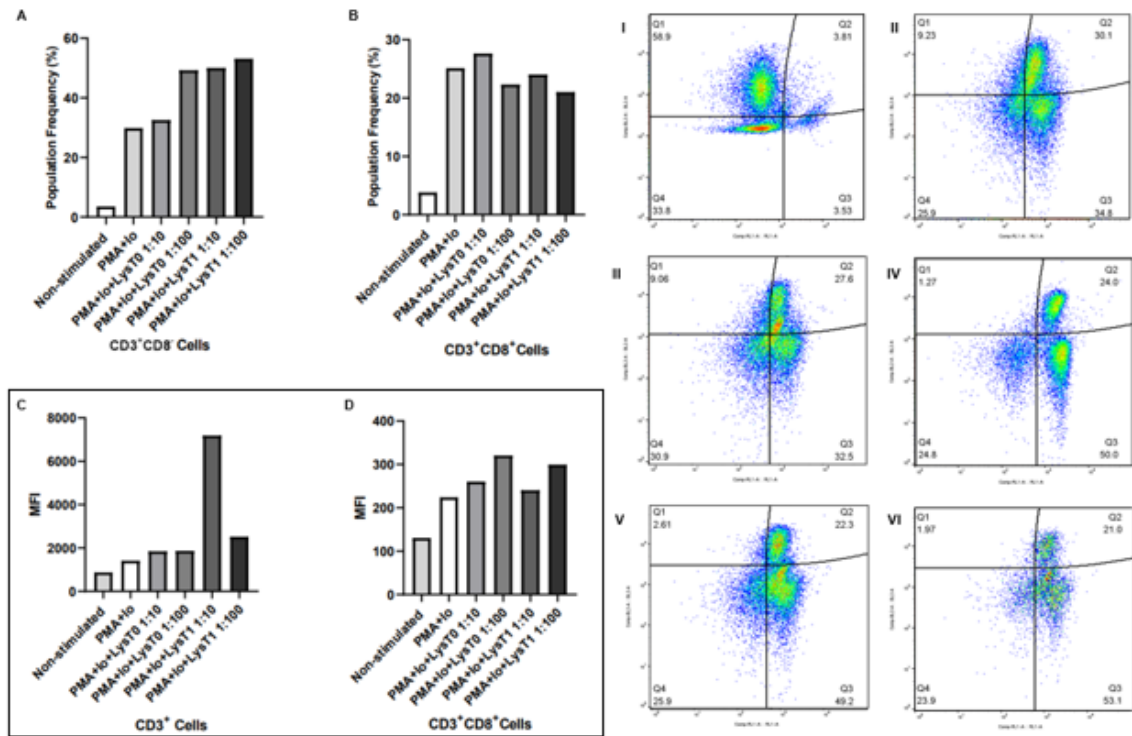 A
Population Frequency (%)
80
60
40
20
0
Non-stimulated
PMA+Io
PMA+Io+LysT0 1:10
PMA+Io+LysT0 1:100
PMA+Io+LysT1 1:10
PMA+Io+LysT1 1:100
CD3⁺CD8⁻ Cells
B
Population Frequency (%)
30
20
10
0
Non-stimulated
PMA+Io
PMA+Io+LysT0 1:10
PMA+Io+LysT0 1:100
PMA+Io+LysT1 1:10
PMA+Io+LysT1 1:100
CD3⁺CD8⁺Cells
C
MFI
8000
6000
4000
2000
0
Non-stimulated
PMA+Io
PMA+Io+LysT0 1:10
PMA+Io+LysT0 1:100
PMA+Io+LysT1 1:10
PMA+Io+LysT1 1:100
CD3⁺ Cells
D
MFI
400
300
200
100
0
Non-stimulated
PMA+Io
PMA+Io+LysT0 1:10
PMA+Io+LysT0 1:100
PMA+Io+LysT1 1:10
PMA+Io+LysT1 1:100
CD3⁺CD8⁺Cells
I
Q1
58.9
Q2
3.81
Q4
33.8
Q3
3.53
II
Q1
9.23
Q2
30.1
Q4
25.9
Q3
34.8
II
Q1
9.06
Q2
27.6
Q4
30.9
Q3
32.5
IV
Q1
1.27
Q2
24.0
Q4
24.8
Q3
50.0
V
Q1
2.61
Q2
22.3
Q4
25.9
Q3
49.2
VI
Q1
1.97
Q2
21.0
Q4
23.9
Q3
53.1